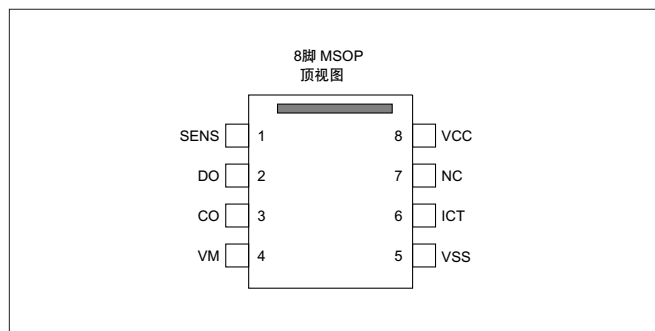 8脚 MSOP
顶视图
SENS 1 8 VCC
DO 2 7 NC
CO 3 6 ICT
VM 4 5 VSS